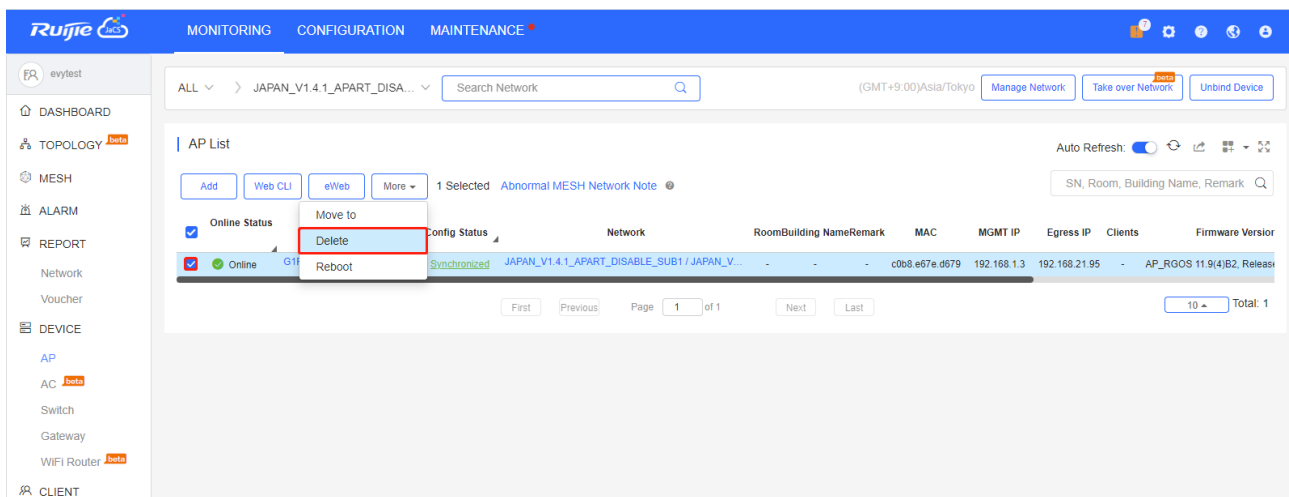 Ruijie JaCS MONITORING CONFIGURATION MAINTENANCE 7
evytest
ALL JAPAN_V1.4.1_APART_DISA... Search Network (GMT+9:00)Asia/Tokyo Manage Network Take over Network beta Unbind Device
DASHBOARD
TOPOLOGY beta
MESH
ALARM
REPORT
Network
Voucher
DEVICE
AP
AC beta
Switch
Gateway
WiFi Router beta
CLIENT
AP List Auto Refresh:
Add Web CLI eWeb More 1 Selected Abnormal MESH Network Note SN, Room, Building Name, Remark
Move to
Delete
Reboot
Online Status Config Status Network RoomBuilding NameRemark MAC MGMT IP Egress IP Clients Firmware Version
Online Synchronized JAPAN_V1.4.1_APART_DISABLE_SUB1 / JAPAN_V... - - - c0b8.e67e.d679 192.168.1.3 192.168.21.95 - AP_RGOS 11.9(4)B2, Release
First Previous Page 1 of 1 Next Last 10 Total: 1